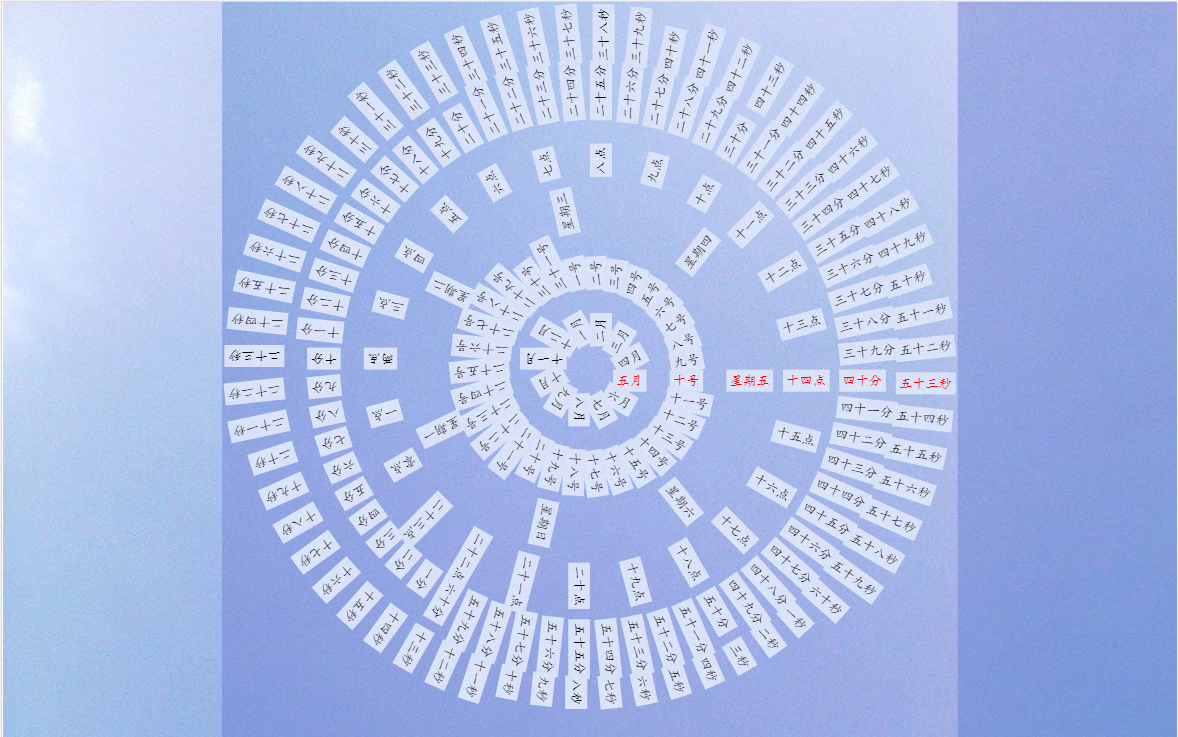 一月
二月
三月
四月
五月
六月
七月
八月
九月
十月
十一月
十二月
一号
二号
三号
四号
五号
六号
七号
八号
九号
十号
十一号
十二号
十三号
十四号
十五号
十六号
十七号
十八号
十九号
二十号
二十一号
二十二号
二十三号
二十四号
二十五号
二十六号
二十七号
二十八号
二十九号
三十号
三十一号
星期一
星期二
星期三
星期四
星期五
星期六
星期日
零点
一点
两点
三点
四点
五点
六点
七点
八点
九点
十点
十一点
十二点
十三点
十四点
十五点
十六点
十七点
十八点
十九点
二十点
二十一点
二十二点
二十三点
一分
二分
三分
四分
五分
六分
七分
八分
九分
十分
十一分
十二分
十三分
十四分
十五分
十六分
十七分
十八分
十九分
二十分
二十一分
二十二分
二十三分
二十四分
二十五分
二十六分
二十七分
二十八分
二十九分
三十分
三十一分
三十二分
三十三分
三十四分
三十五分
三十六分
三十七分
三十八分
三十九分
四十分
四十一分
四十二分
四十三分
四十四分
四十五分
四十六分
四十七分
四十八分
四十九分
五十分
五十一分
五十二分
五十三分
五十四分
五十五分
五十六分
五十七分
五十八分
五十九分
六十分
一秒
二秒
三秒
四秒
五秒
六秒
七秒
八秒
九秒
十秒
十一秒
十二秒
十三秒
十四秒
十五秒
十六秒
十七秒
十八秒
十九秒
二十秒
二十一秒
二十二秒
二十三秒
二十四秒
二十五秒
二十六秒
二十七秒
二十八秒
二十九秒
三十秒
三十一秒
三十二秒
三十三秒
三十四秒
三十五秒
三十六秒
三十七秒
三十八秒
三十九秒
四十秒
四十一秒
四十二秒
四十三秒
四十四秒
四十五秒
四十六秒
四十七秒
四十八秒
四十九秒
五十秒
五十一秒
五十二秒
五十三秒
五十四秒
五十五秒
五十六秒
五十七秒
五十八秒
五十九秒
六十秒